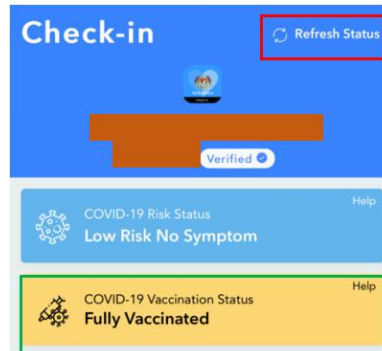 Check-in
Refresh Status
Verified
Help
COVID-19 Risk Status
Low Risk No Symptom
Help
COVID-19 Vaccination Status
Fully Vaccinated